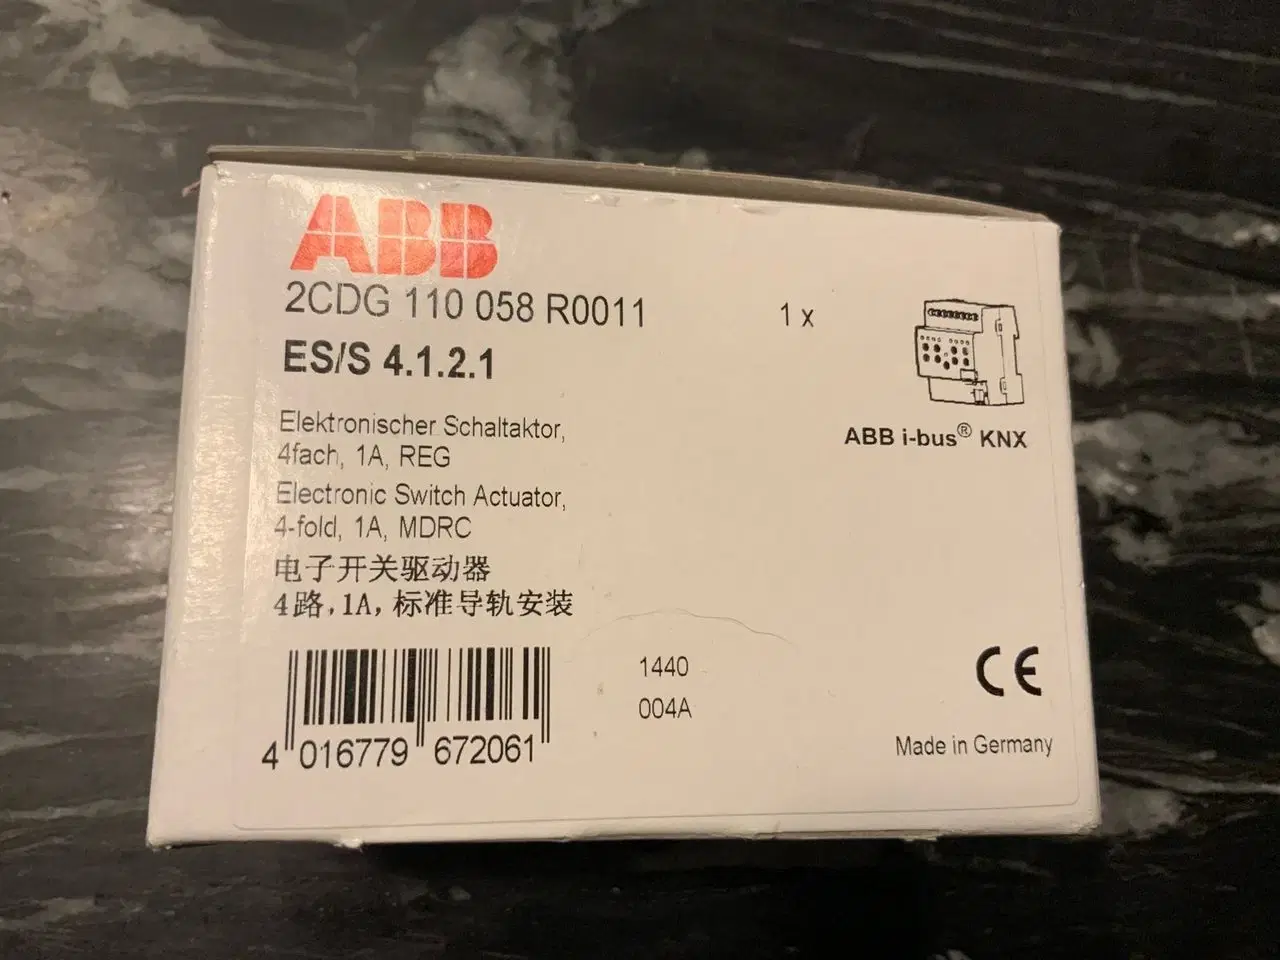 ABB
2CDG 110 058 R0011
1 x
ES/S 4.1.2.1
ABB i-bus® KNX
Elektronischer Schaltaktor,
4fach, 1A, REG
Electronic Switch Actuator,
4-fold, 1A, MDRC
电子开关驱动器
4路,1A,标准导轨安装
4 016779 672061
1440
004A
CE
Made in Germany